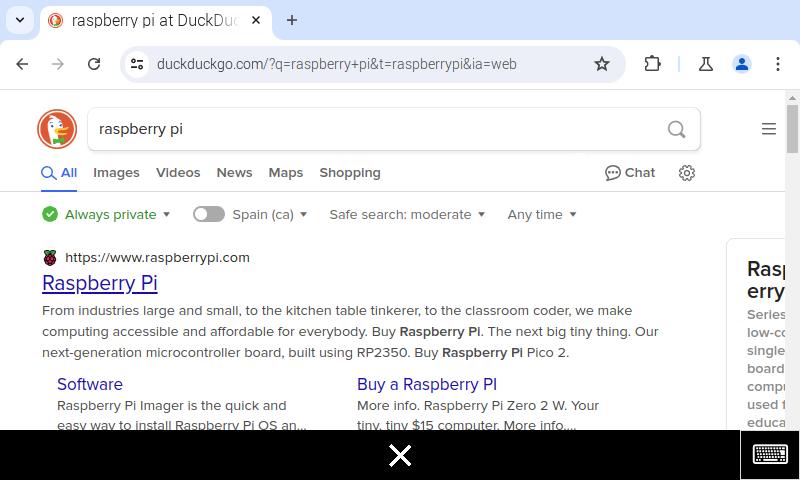 raspberry pi at DuckDuc
duckduckgo.com/?q=raspberry+pi&t=raspberrypi&ia=web
raspberry pi
All Images Videos News Maps Shopping Chat
Always private Spain (ca) Safe search: moderate Any time
https://www.raspberrypi.com
Raspberry Pi
From industries large and small, to the kitchen table tinkerer, to the classroom coder, we make
computing accessible and affordable for everybody. Buy Raspberry Pi. The next big tiny thing. Our
next-generation microcontroller board, built using RP2350. Buy Raspberry Pi Pico 2.
Software
Raspberry Pi Imager is the quick and
easy way to install Raspberry Pi OS an...
Buy a Raspberry PI
More info. Raspberry Pi Zero 2 W. Your
tiny, tiny $15 computer. More info....
Rasp
erry
Series
low-co
single
board
compu
used f
educa